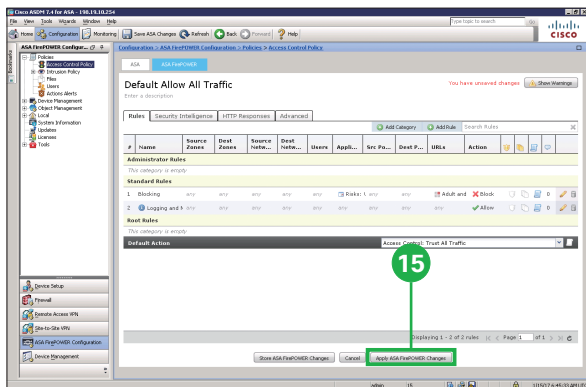 Cisco ASDM 7.4 for ASA - 198.19.10.254
File View Tools Wizards Window Help
Type topic to search Go
Home Configuration Monitoring Save ASA Changes Refresh Back Forward Help
CISCO
ASA FirePOWER Configur...
Configuration > ASA FirePOWER Configuration > Policies > Access Control Policy
Policies
Access Control Policy
Intrusion Policy
Files
Users
Actions Alerts
Device Management
Object Management
Local
System Information
Updates
Licenses
Tools
ASA ASA FirePOWER
Default Allow All Traffic
You have unsaved changes Show Warnings
Enter a description
Rules Security Intelligence HTTP Responses Advanced
Add Category Add Rule Search Rules
# Name Source Zones Dest Zones Source Netw... Dest Netw... Users Appli... Src Po... Dest P... URLs Action
Administrator Rules
This category is empty
Standard Rules
1 Blocking any any any any any Risks: any any Adult and Block 0
2 Logging and any any any any any any any any any Allow 0
Root Rules
This category is empty
Default Action Access Control: Trust All Traffic
15
Displaying 1 - 2 of 2 rules Page 1 of 1
Store ASA FirePOWER Changes Cancel Apply ASA FirePOWER Changes
Device Setup
Firewall
Remote Access VPN
Site-to-Site VPN
ASA FirePOWER Configuration
Device Management
admin 15